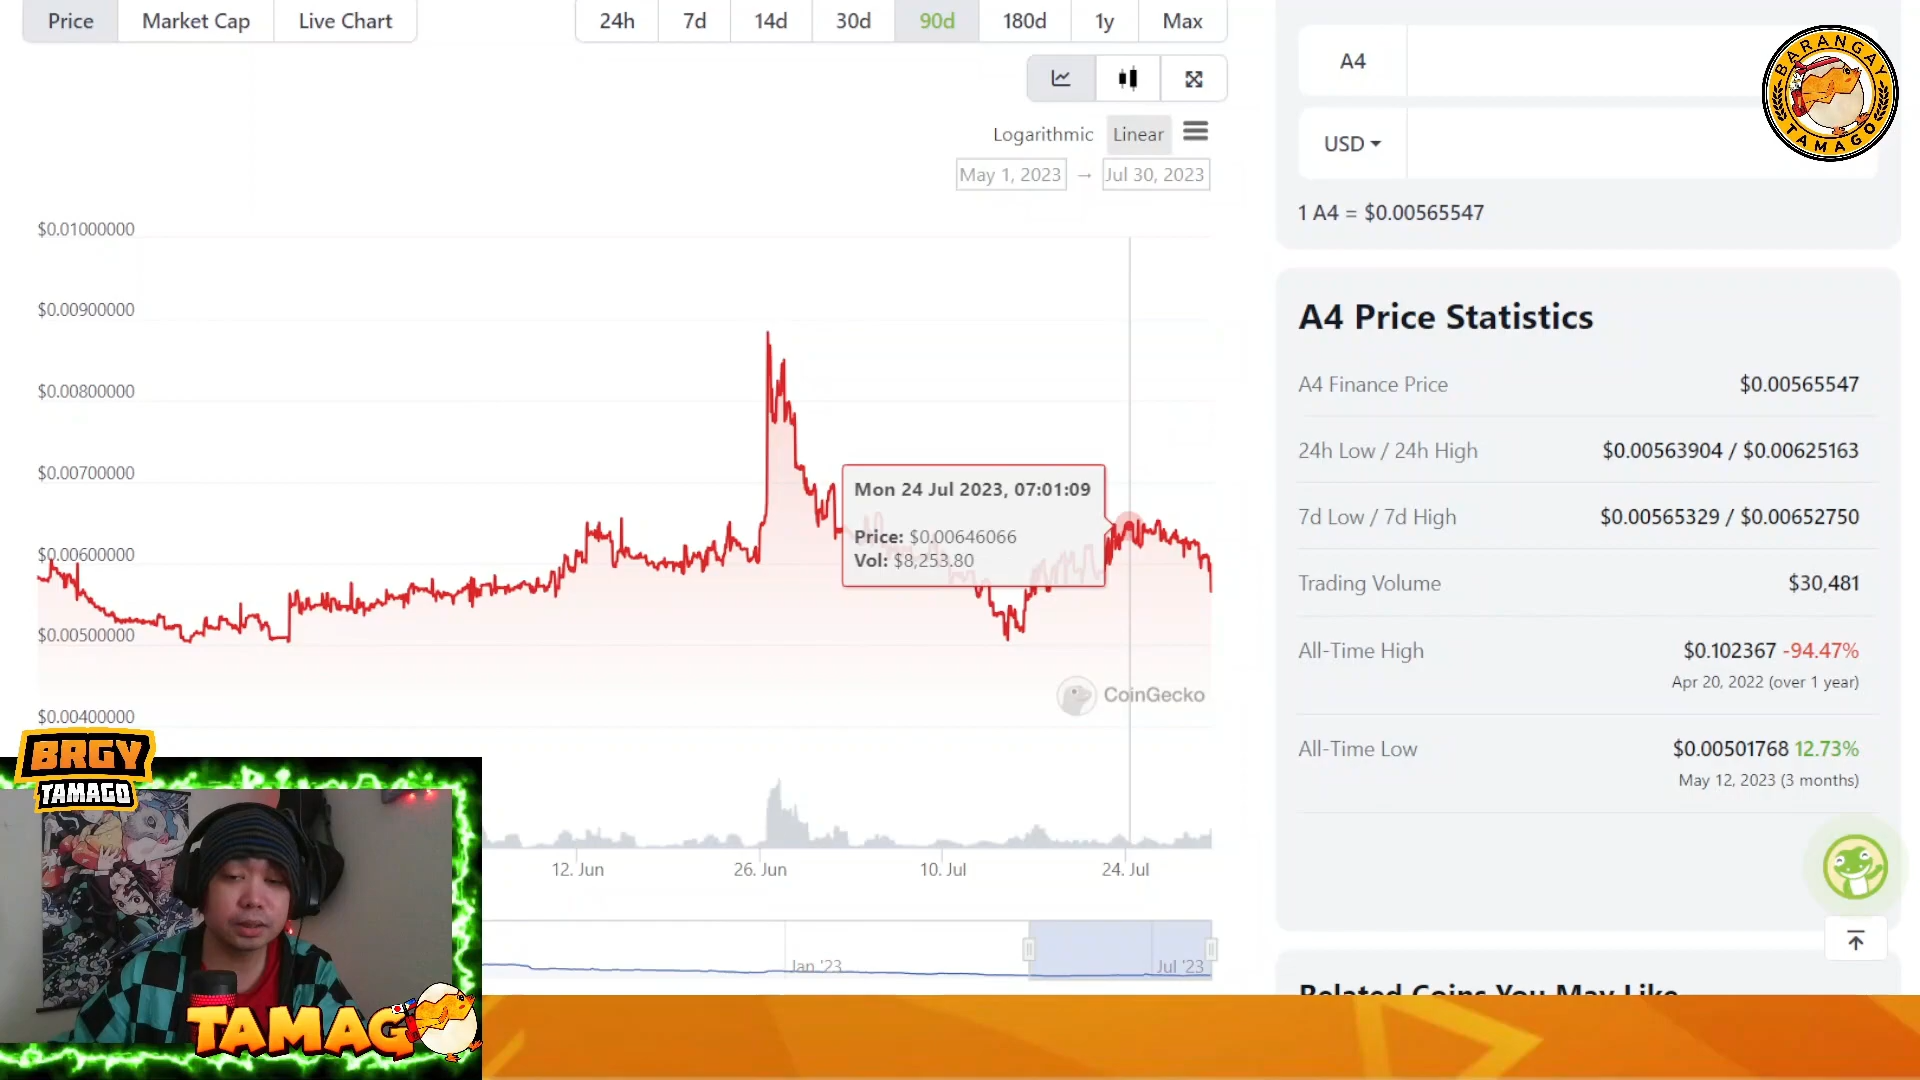 Price Market Cap Live Chart 24h 7d 14d 30d 90d 180d 1y Max
Logarithmic Linear
May 1, 2023 → Jul 30, 2023
$0.01000000
$0.00900000
$0.00800000
$0.00700000
$0.00600000
$0.00500000
$0.00400000
Mon 24 Jul 2023, 07:01:09
Price: $0.00646066
Vol: $8,253.80
CoinGecko
12. Jun 26. Jun 10. Jul 24. Jul
Jan '23 Jul '23
A4
USD
1 A4 = $0.00565547
BARANGAY
TAMAGO
A4 Price Statistics
A4 Finance Price $0.00565547
24h Low / 24h High $0.00563904 / $0.00625163
7d Low / 7d High $0.00565329 / $0.00652750
Trading Volume $30,481
All-Time High $0.102367 -94.47%
Apr 20, 2022 (over 1 year)
All-Time Low $0.00501768 12.73%
May 12, 2023 (3 months)
Related Coins You May Like
BRGY
TAMAGO
TAMAG